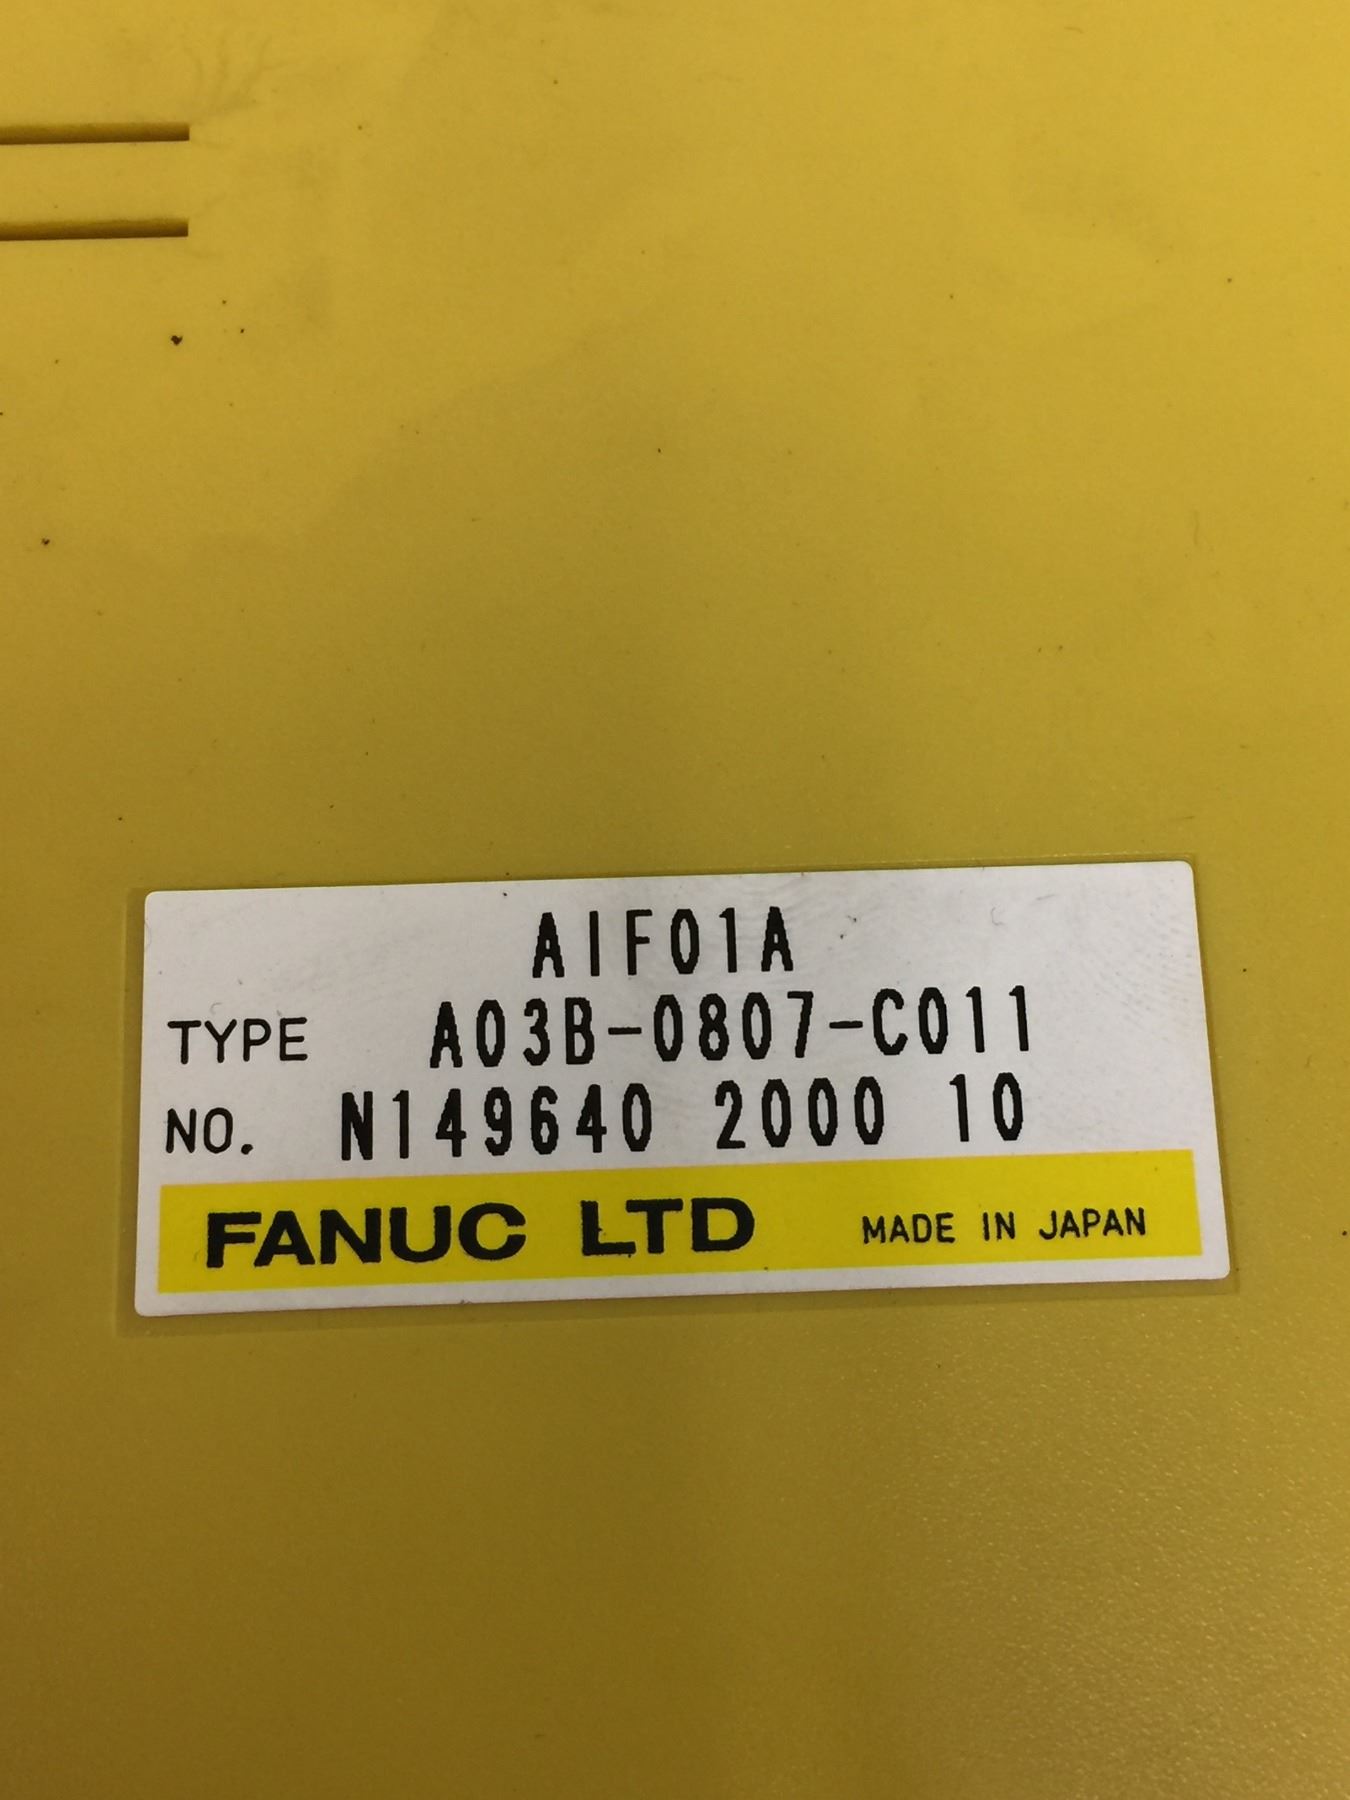 AIF01A
TYPE A03B-0807-C011
NO. N149640 2000 10
FANUC LTD MADE IN JAPAN